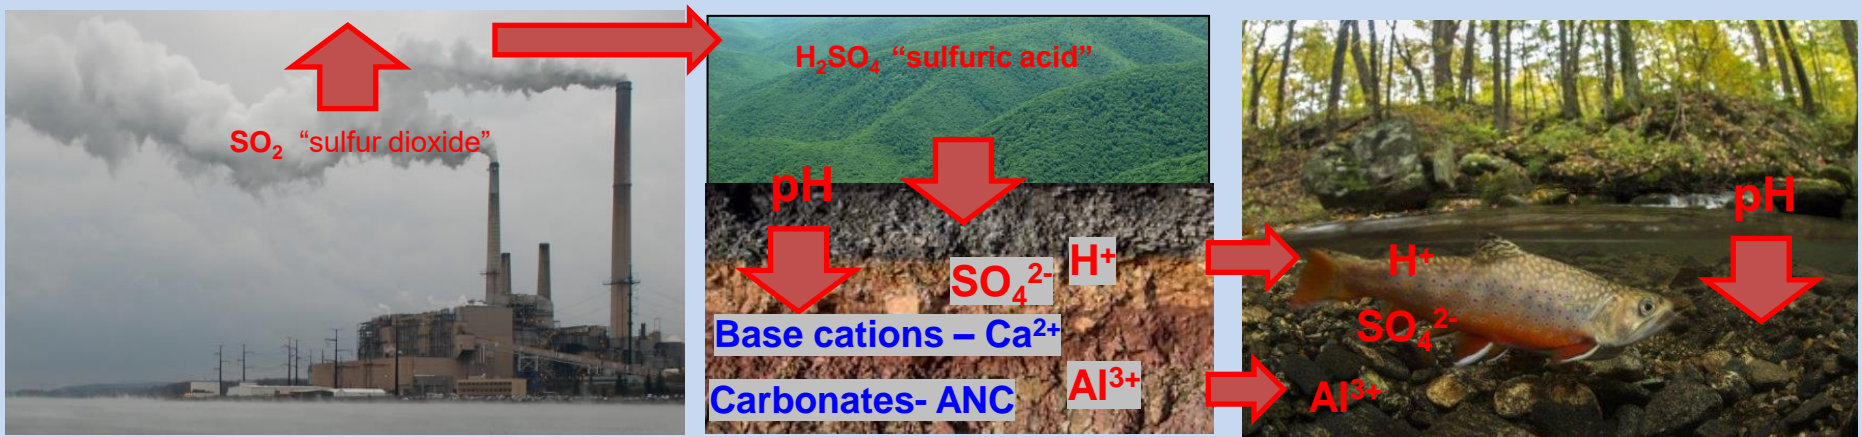 SO₂ “sulfur dioxide”
H₂SO₄ “sulfuric acid”
pH
H⁺
SO₄²⁻
Base cations – Ca²⁺
Al³⁺
Carbonates- ANC
pH
H⁺
SO₄²⁻
Al³⁺